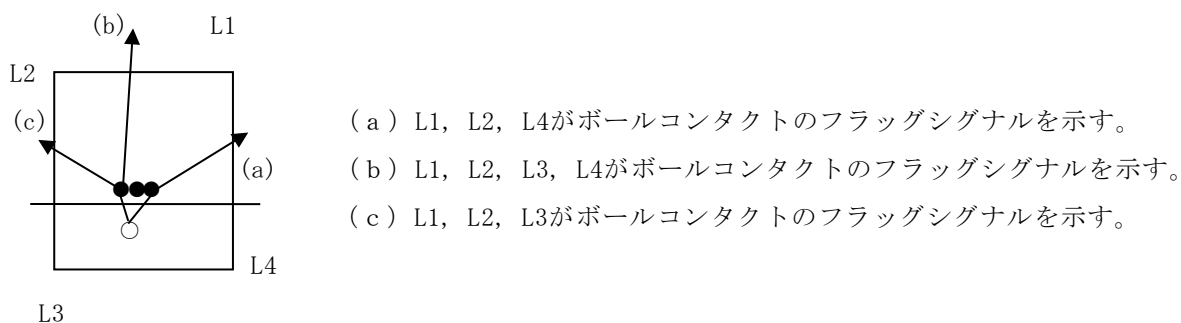 (b)
L1
L2
(c)
(a)
L4
L3
(a) L1, L2, L4がボールコンタクトのフラッグシグナルを示す。
(b) L1, L2, L3, L4がボールコンタクトのフラッグシグナルを示す。
(c) L1, L2, L3がボールコンタクトのフラッグシグナルを示す。